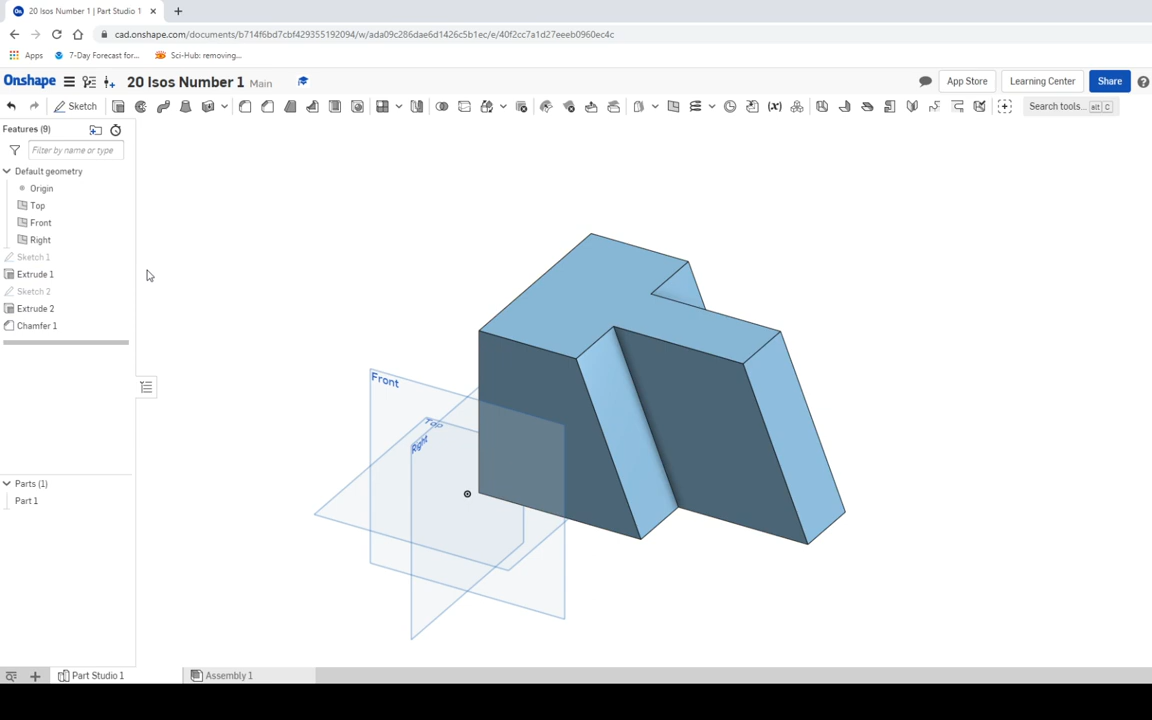 20 Isos Number 1 | Part Studio 1
cad.onshape.com/documents/b714f6bd7cbf429355192094/w/ada09c286dae6d1426c5b1ec/e/40f2cc7a1d27eeeb0960ec4c
Apps 7-Day Forecast for... Sci-Hub: removing...
Onshape 20 Isos Number 1 Main App Store Learning Center Share
Sketch Search tools... alt C
Features (9)
Filter by name or type
Default geometry
Origin
Top
Front
Right
Sketch 1
Extrude 1
Sketch 2
Extrude 2
Chamfer 1
Front
Top
Right
Parts (1)
Part 1
Part Studio 1 Assembly 1